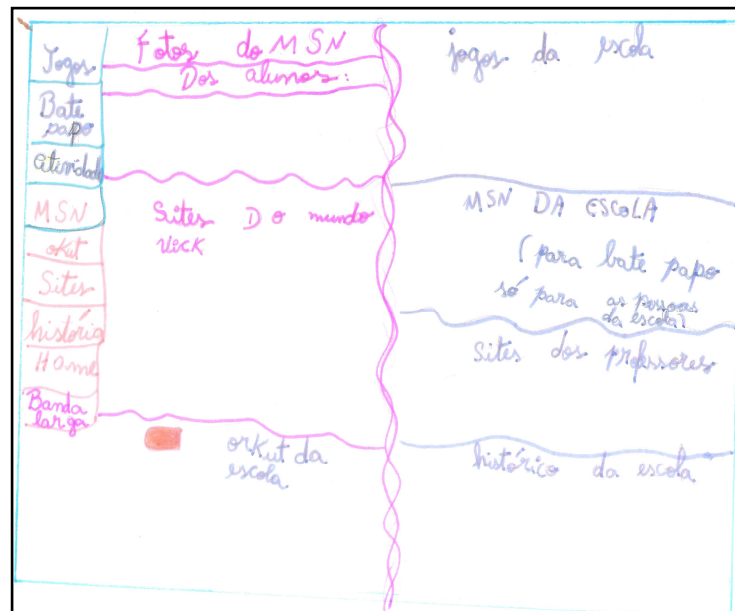 Jogos
Bate
papo
Atividade
MSN
okut
Sites
história
Home
Banda
larga
Fotos do MSN
Dos alunos:
Sites Do mundo
orkut da
escola
jogos da escola
MSN DA ESCOLA
(para bate papo
só para as pessoas
da escola)
Sites dos professores
histórico da escola